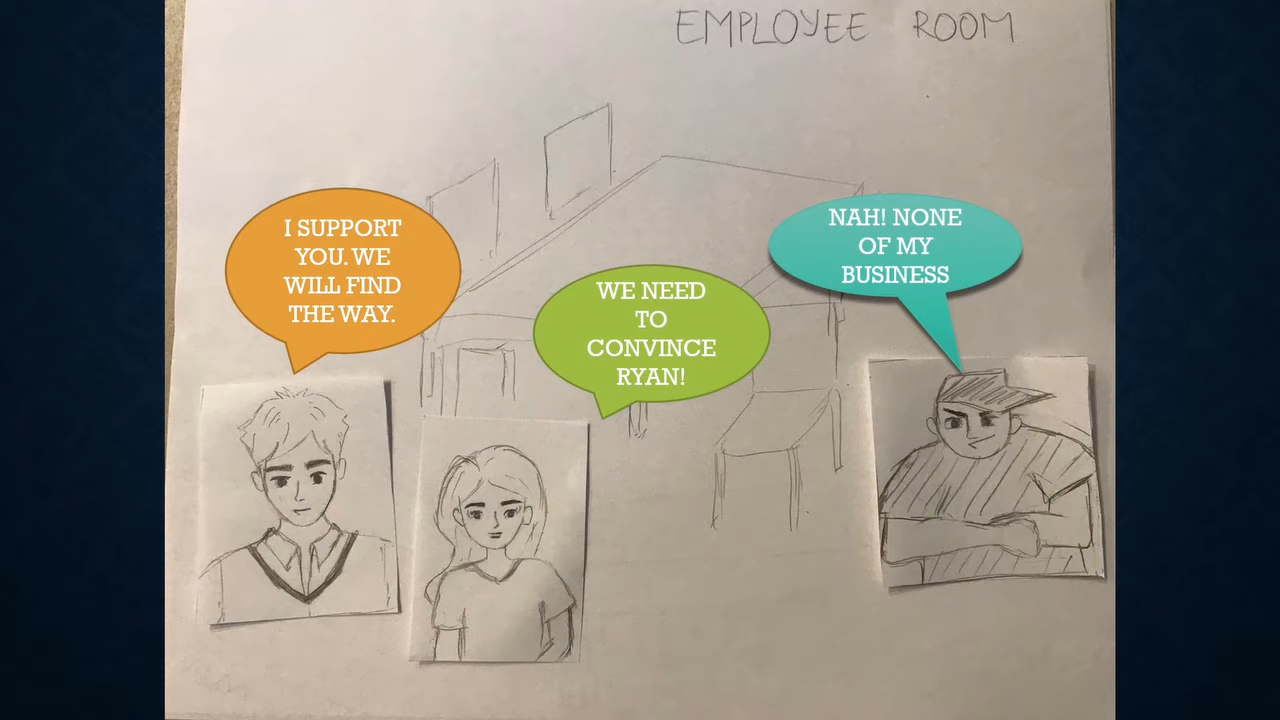 EMPLOYEE ROOM
I SUPPORT
YOU. WE
WILL FIND
THE WAY.
WE NEED
TO
CONVINCE
RYAN!
NAH! NONE
OF MY
BUSINESS